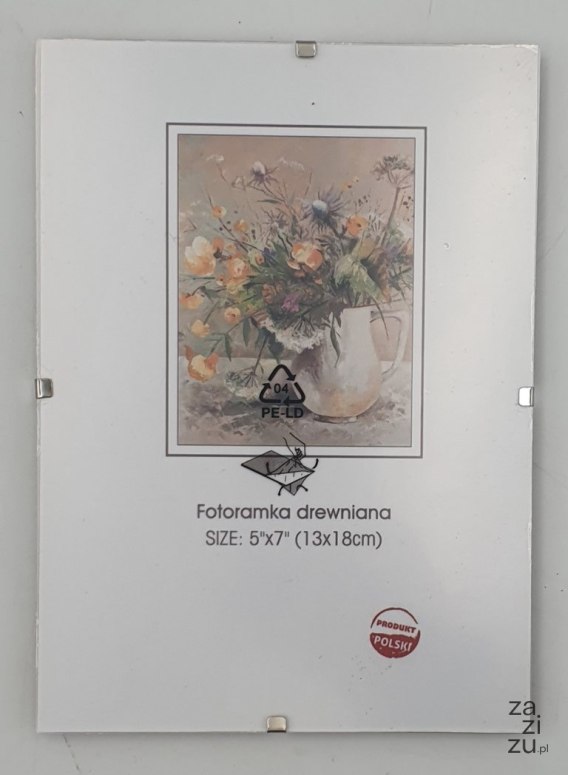 04
PE-LD
Fotoramka drewniana
SIZE: 5"x7" (13x18cm)
PRODUKT
POLSKI
za
zi
zu.pl